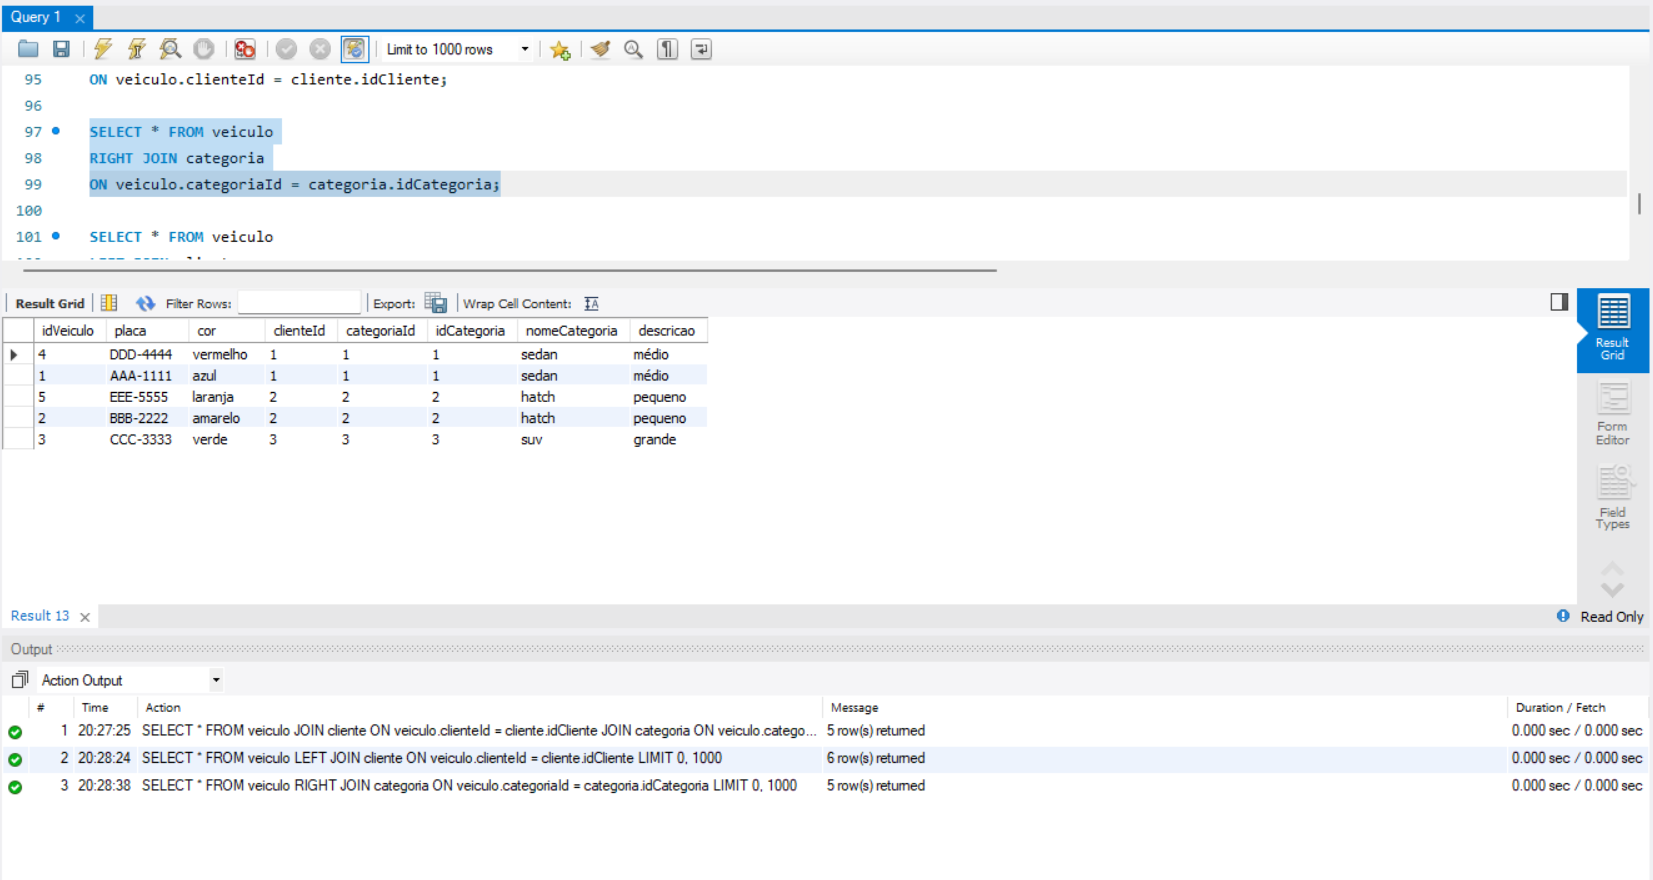 Query 1
Limit to 1000 rows
95 ON veiculo.clienteId = cliente.idCliente;
96
97 SELECT * FROM veiculo
98 RIGHT JOIN categoria
99 ON veiculo.categoriaId = categoria.idCategoria;
100
101 SELECT * FROM veiculo
Result Grid Filter Rows: Export: Wrap Cell Content:
idVeiculo placa cor clienteId categoriaId idCategoria nomeCategoria descricao
4 DDD-4444 vermelho 1 1 1 sedan médio
1 AAA-1111 azul 1 1 1 sedan médio
5 EEE-5555 laranja 2 2 2 hatch pequeno
2 BBB-2222 amarelo 2 2 2 hatch pequeno
3 CCC-3333 verde 3 3 3 suv grande
Result
Grid
Form
Editor
Field
Types
Result 13
Read Only
Output
Action Output
# Time Action Message Duration / Fetch
1 20:27:25 SELECT * FROM veiculo JOIN cliente ON veiculo.clienteId = cliente.idCliente JOIN categoria ON veiculo.catego... 5 row(s) returned 0.000 sec / 0.000 sec
2 20:28:24 SELECT * FROM veiculo LEFT JOIN cliente ON veiculo.clienteId = cliente.idCliente LIMIT 0, 1000 6 row(s) returned 0.000 sec / 0.000 sec
3 20:28:38 SELECT * FROM veiculo RIGHT JOIN categoria ON veiculo.categoriaId = categoria.idCategoria LIMIT 0, 1000 5 row(s) returned 0.000 sec / 0.000 sec